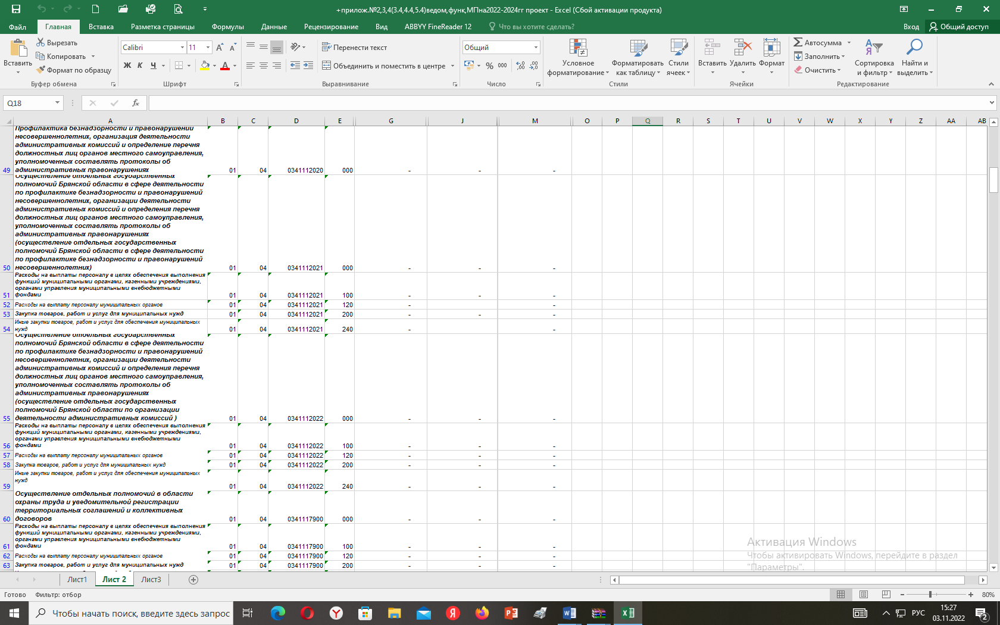 +прилож.№2,3,4(3.4,4.4,5.4)ведом,функ,МПна2022-2024гг проект - Excel (Сбой активации продукта)
Файл Главная Вставка Разметка страницы Формулы Данные Рецензирование Вид ABBYY FineReader 12 Что вы хотите сделать? Вход Общий доступ
Вставить
Вырезать
Копировать
Формат по образцу
Буфер обмена
Calibri 11
Ж К Ч
Шрифт
Перенести текст
Объединить и поместить в центре
Выравнивание
Общий
% 000
Число
Условное форматирование
Форматировать как таблицу
Стили ячеек
Стили
Вставить Удалить Формат
Ячейки
Автосумма
Заполнить
Очистить
Сортировка и фильтр
Найти и выделить
Редактирование
Q18 fx
A B C D E G J M O P Q R S T U V W X Y Z AA AB
Профилактика безнадзорности и правонарушений
несовершеннолетних, организация деятельности
административных комиссий и определение перечня
должностных лиц органов местного самоуправления,
уполномоченных составлять протоколы об
49 административных правонарушениях 01 04 0341112020 000 - - -
Осуществление отдельных государственных
полномочий Брянской области в сфере деятельности
по профилактике безнадзорности и правонарушений
несовершеннолетних, организации деятельности
административных комиссий и определения перечня
должностных лиц органов местного самоуправления,
уполномоченных составлять протоколы об
административных правонарушениях
(осуществление отдельных государственных
полномочий Брянской области в сфере деятельности
по профилактике безнадзорности и правонарушений
50 несовершеннолетних) 01 04 0341112021 000 - - -
Расходы на выплаты персоналу в целях обеспечения выполнения
функций муниципальными органами, казенными учреждениями,
органами управления муниципальными внебюджетными
51 фондами 01 04 0341112021 100 - - -
52 Расходы на выплату персоналу муниципальных органов 01 04 0341112021 120 - -
53 Закупка товаров, работ и услуг для муниципальных нужд 01 04 0341112021 200 - - -
Иные закупки товаров, работ и услуг для обеспечения муниципальных
54 нужд 01 04 0341112021 240 - -
Осуществление отдельных государственных
полномочий Брянской области в сфере деятельности
по профилактике безнадзорности и правонарушений
несовершеннолетних, организации деятельности
административных комиссий и определения перечня
должностных лиц органов местного самоуправления,
уполномоченных составлять протоколы об
административных правонарушениях
(осуществление отдельных государственных
полномочий Брянской области по организации
55 деятельности административных комиссий ) 01 04 0341112022 000 - - -
Расходы на выплаты персоналу в целях обеспечения выполнения
функций муниципальными органами, казенными учреждениями,
органами управления муниципальными внебюджетными
56 фондами 01 04 0341112022 100 - - -
57 Расходы на выплату персоналу муниципальных органов 01 04 0341112022 120 - - -
58 Закупка товаров, работ и услуг для муниципальных нужд 01 04 0341112022 200 - - -
Иные закупки товаров, работ и услуг для обеспечения муниципальных
нужд
59 01 04 0341112022 240 - - -
Осуществление отдельных полномочий в области
охраны труда и уведомительной регистрации
территориальных соглашений и коллективных
60 договоров 01 04 0341117900 000 - - -
Расходы на выплаты персоналу в целях обеспечения выполнения
функций муниципальными органами, казенными учреждениями,
органами управления муниципальными внебюджетными
61 фондами 01 04 0341117900 100 - - -
62 Расходы на выплату персоналу муниципальных органов 01 04 0341117900 120 - - -
63 Закупка товаров, работ и услуг для муниципальных нужд 01 04 0341117900 200 - - -
Активация Windows
Чтобы активировать Windows, перейдите в раздел
"Параметры".
Лист1 Лист 2 Лист3
Готово Фильтр: отбор 80%
Чтобы начать поиск, введите здесь запрос
РУС 15:27
03.11.2022 2